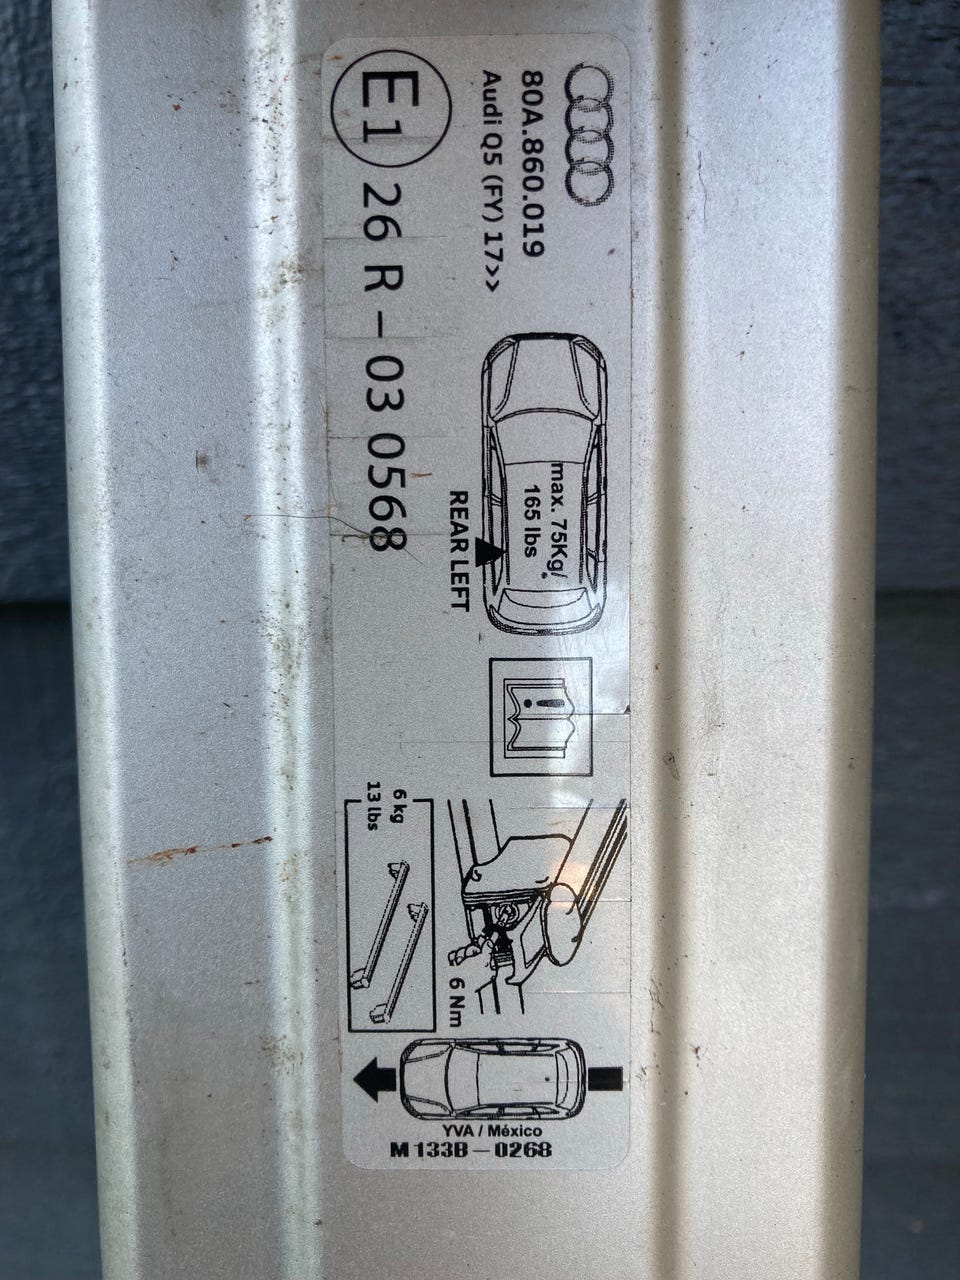 80A.860.019
Audi Q5 (FY) 17>>
E1 26 R - 03 0568
max. 75Kg/
165 lbs
REAR LEFT
6 Nm
6 kg
13 lbs
YVA / México
M 133B - 0268